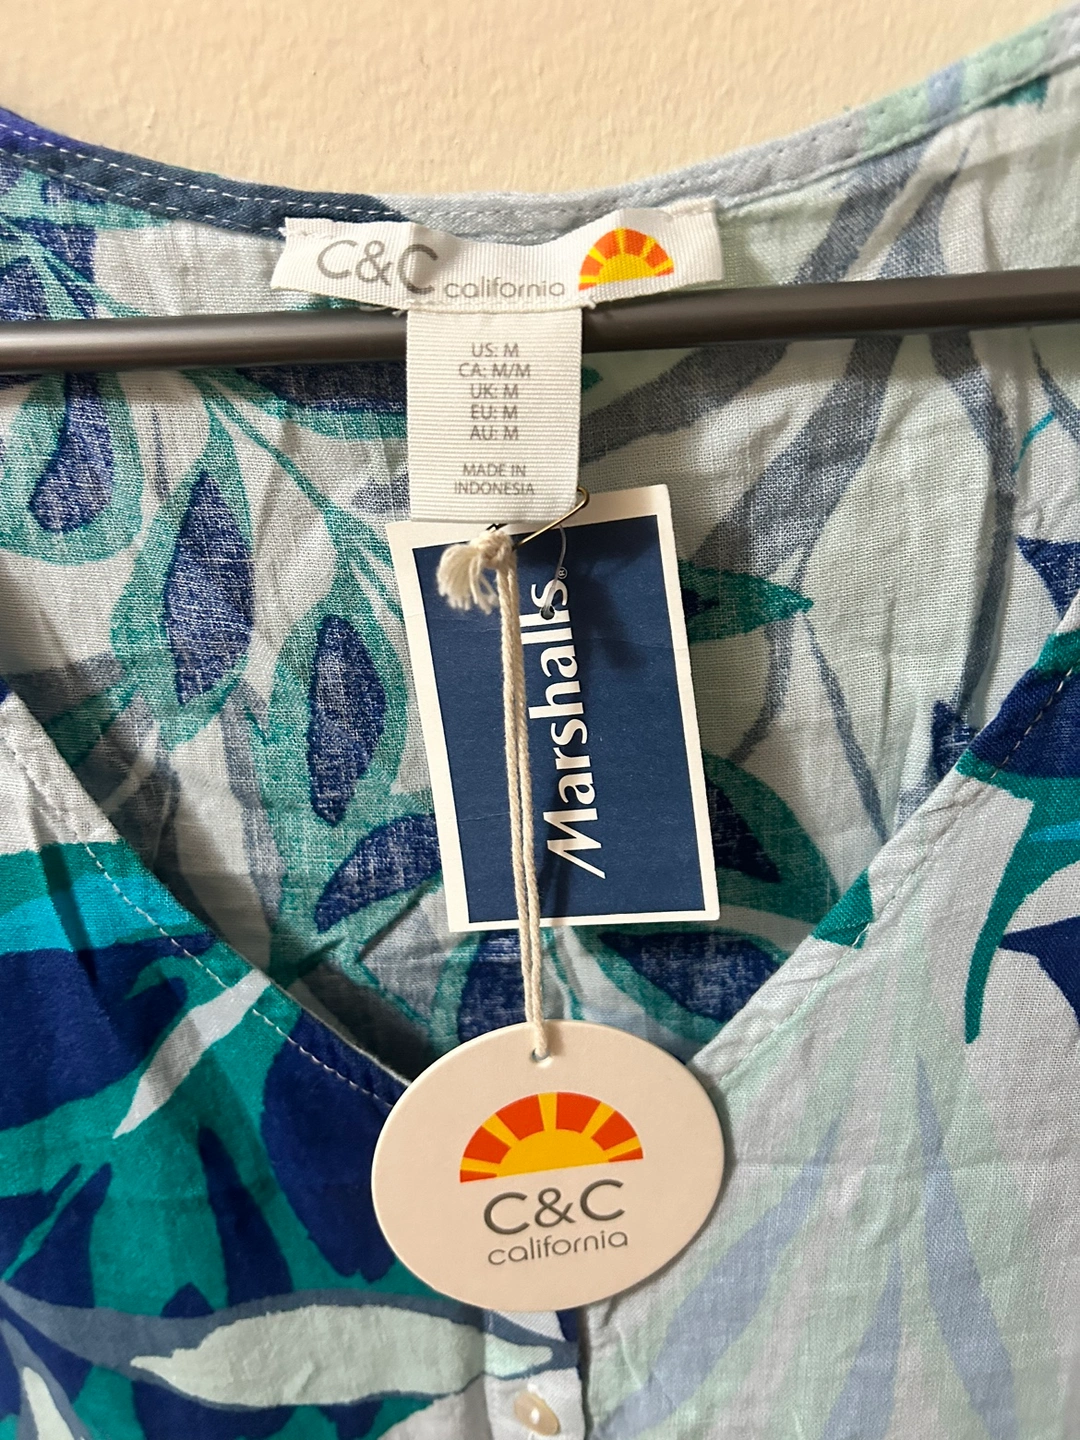 C&C california
US: M
CA: M/M
UK: M
EU: M
AU: M
MADE IN
INDONESIA
Marshalls®
C&C
california